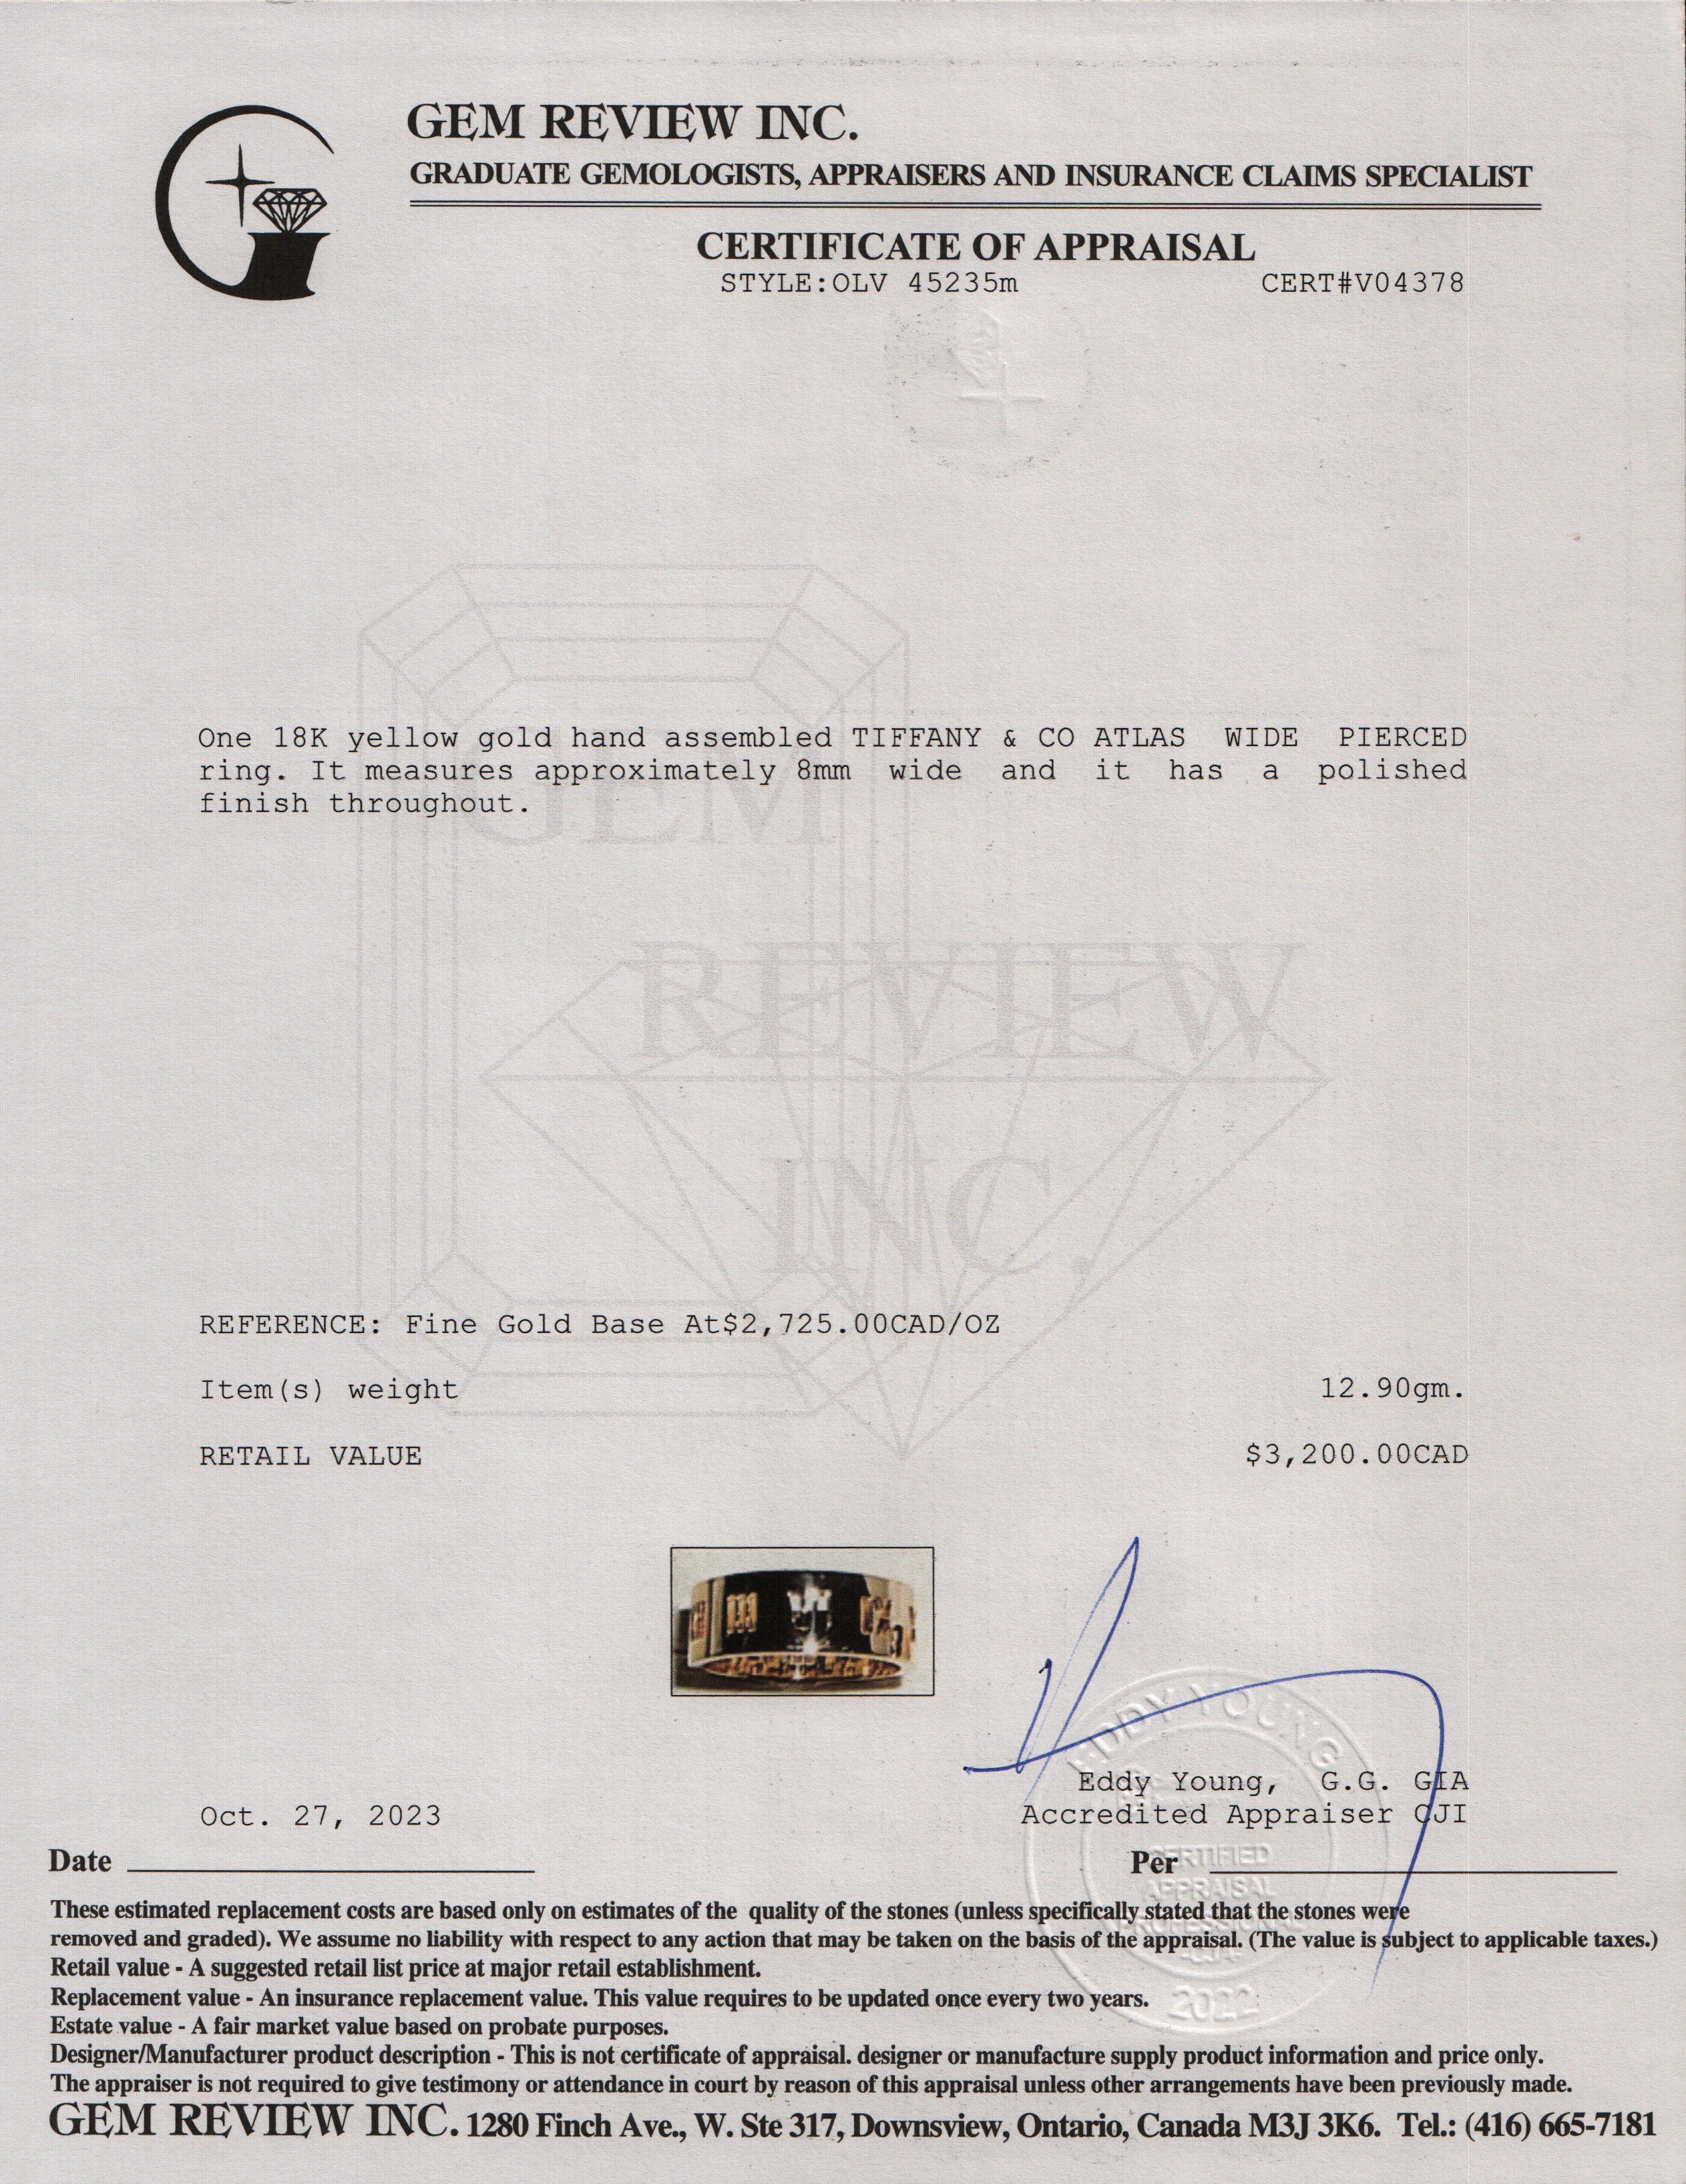 GEM REVIEW INC.
GRADUATE GEMOLOGISTS, APPRAISERS AND INSURANCE CLAIMS SPECIALIST
CERTIFICATE OF APPRAISAL
STYLE:OLV 45235m CERT#V04378
One 18K yellow gold hand assembled TIFFANY & CO ATLAS WIDE PIERCED
ring. It measures approximately 8mm wide and it has a polished
finish throughout.
GEM
REVIEW
INC.
REFERENCE: Fine Gold Base At$2,725.00CAD/OZ
Item(s) weight 12.90gm.
RETAIL VALUE $3,200.00CAD
EDDY YOUNG
Eddy Young, G.G. GIA
Oct. 27, 2023 Accredited Appraiser CJI
Date Per
CERTIFIED
APPRAISAL
PROFESSIONAL
2022
These estimated replacement costs are based only on estimates of the quality of the stones (unless specifically stated that the stones were
removed and graded). We assume no liability with respect to any action that may be taken on the basis of the appraisal. (The value is subject to applicable taxes.)
Retail value - A suggested retail list price at major retail establishment.
Replacement value - An insurance replacement value. This value requires to be updated once every two years.
Estate value - A fair market value based on probate purposes.
Designer/Manufacturer product description - This is not certificate of appraisal. designer or manufacture supply product information and price only.
The appraiser is not required to give testimony or attendance in court by reason of this appraisal unless other arrangements have been previously made.
GEM REVIEW INC. 1280 Finch Ave., W. Ste 317, Downsview, Ontario, Canada M3J 3K6. Tel.: (416) 665-7181